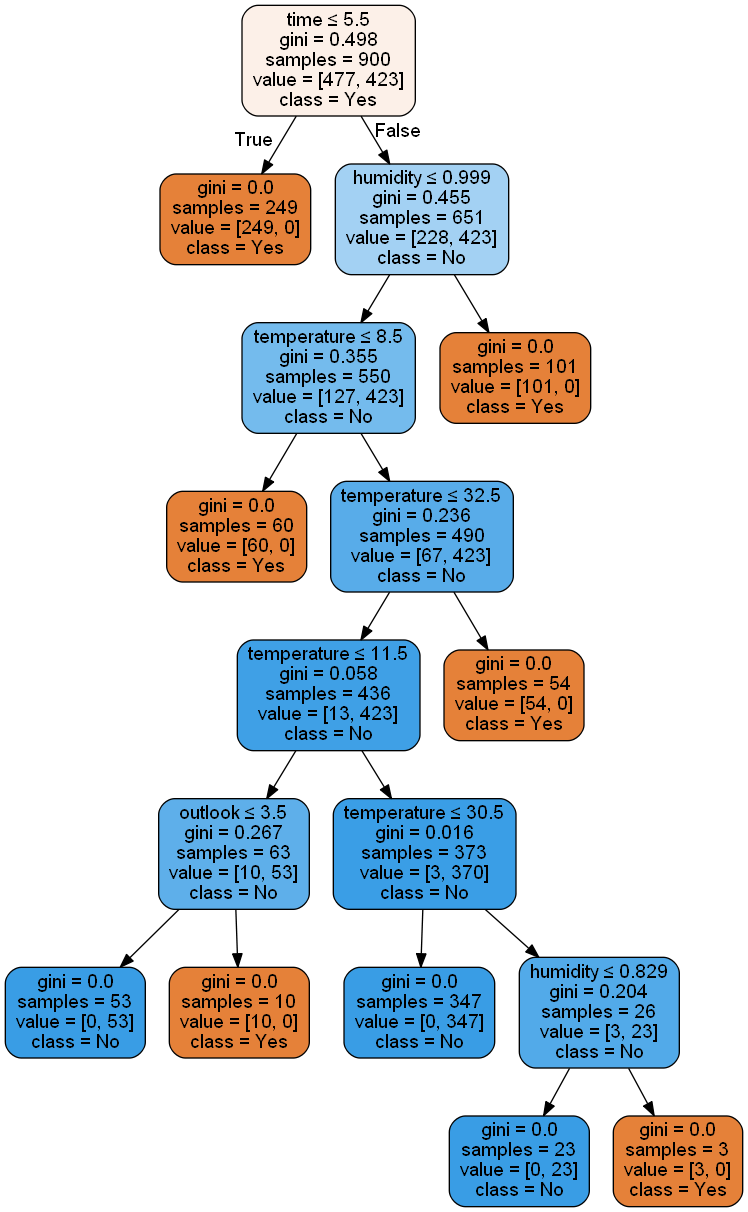 time ≤ 5.5
gini = 0.498
samples = 900
value = [477, 423]
class = Yes
True
False
gini = 0.0
samples = 249
value = [249, 0]
class = Yes
humidity ≤ 0.999
gini = 0.455
samples = 651
value = [228, 423]
class = No
temperature ≤ 8.5
gini = 0.355
samples = 550
value = [127, 423]
class = No
gini = 0.0
samples = 101
value = [101, 0]
class = Yes
gini = 0.0
samples = 60
value = [60, 0]
class = Yes
temperature ≤ 32.5
gini = 0.236
samples = 490
value = [67, 423]
class = No
temperature ≤ 11.5
gini = 0.058
samples = 436
value = [13, 423]
class = No
gini = 0.0
samples = 54
value = [54, 0]
class = Yes
outlook ≤ 3.5
gini = 0.267
samples = 63
value = [10, 53]
class = No
temperature ≤ 30.5
gini = 0.016
samples = 373
value = [3, 370]
class = No
gini = 0.0
samples = 53
value = [0, 53]
class = No
gini = 0.0
samples = 10
value = [10, 0]
class = Yes
gini = 0.0
samples = 347
value = [0, 347]
class = No
humidity ≤ 0.829
gini = 0.204
samples = 26
value = [3, 23]
class = No
gini = 0.0
samples = 23
value = [0, 23]
class = No
gini = 0.0
samples = 3
value = [3, 0]
class = Yes